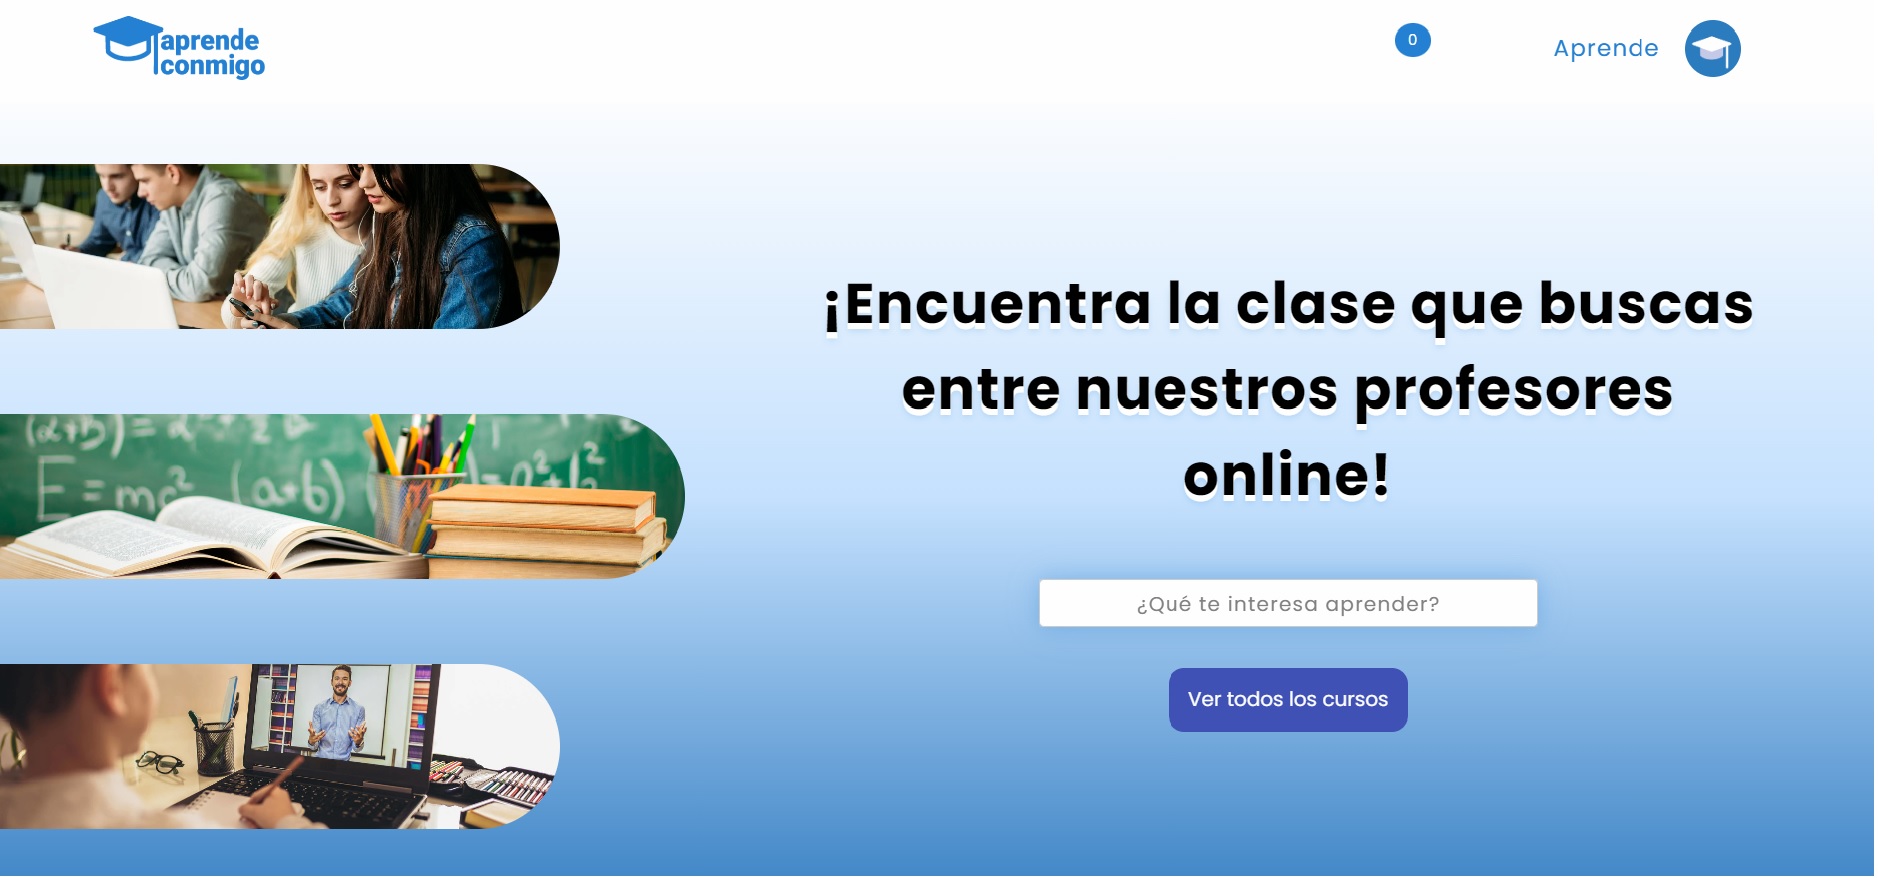 aprende
conmigo
0
Aprende
¡Encuentra la clase que buscas
entre nuestros profesores
online!
E = mc² (a+b)
¿Qué te interesa aprender?
Ver todos los cursos